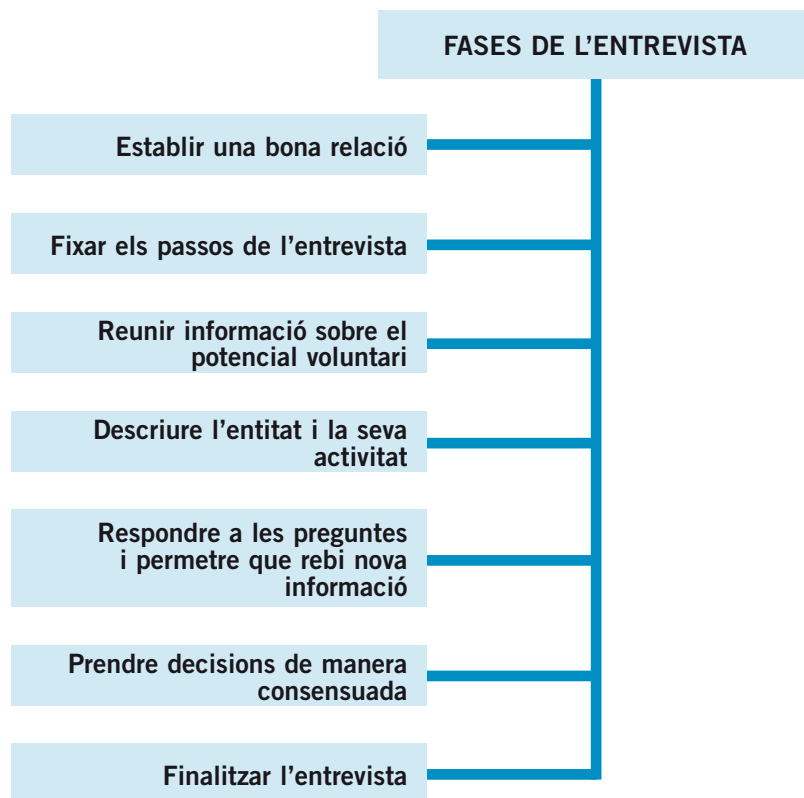 FASES DE L’ENTREVISTA
Establir una bona relació
Fixar els passos de l’entrevista
Reunir informació sobre el
potencial voluntari
Descriure l’entitat i la seva
activitat
Respondre a les preguntes
i permetre que rebi nova
informació
Prendre decisions de manera
consensuada
Finalitzar l’entrevista